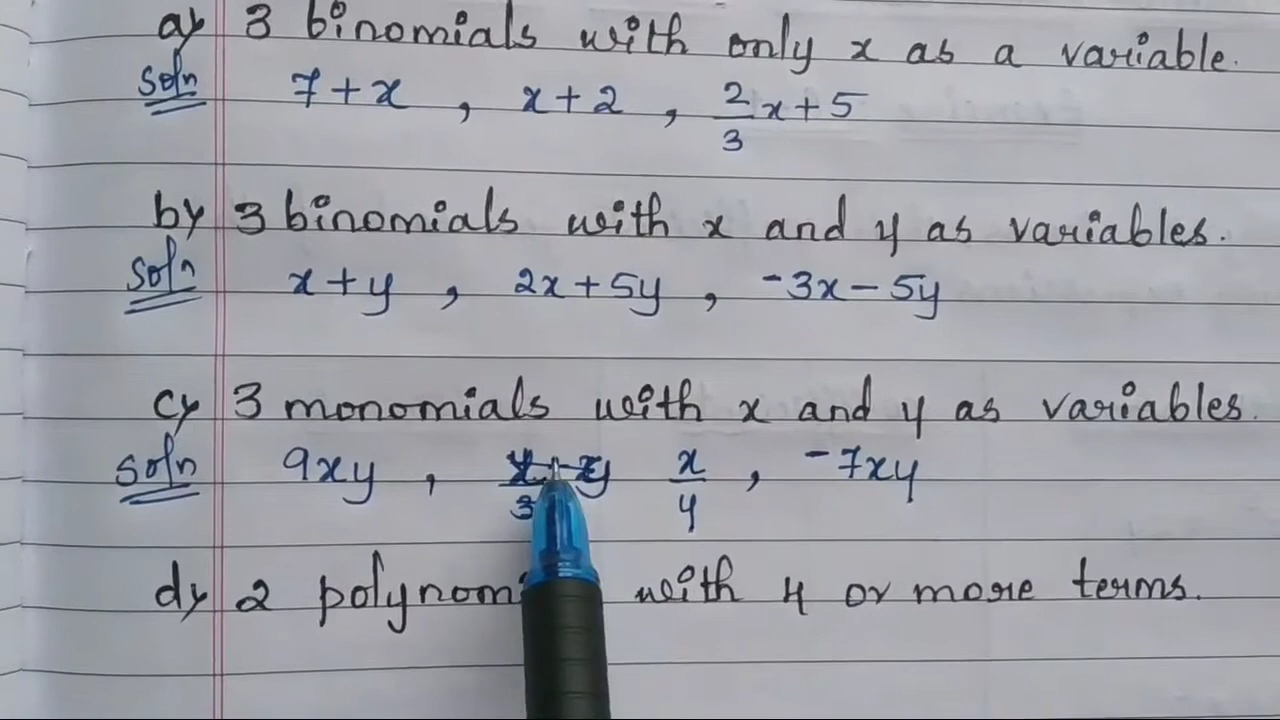 a) 3 binomials with only x as a variable.
Soln 7+x , x+2 , 2/3 x+5
b) 3 binomials with x and y as variables.
Soln x+y , 2x+5y , -3x-5y
c) 3 monomials with x and y as variables.
Soln 9xy , x/y , -7xy
d) 2 polynomi with 4 or more terms.